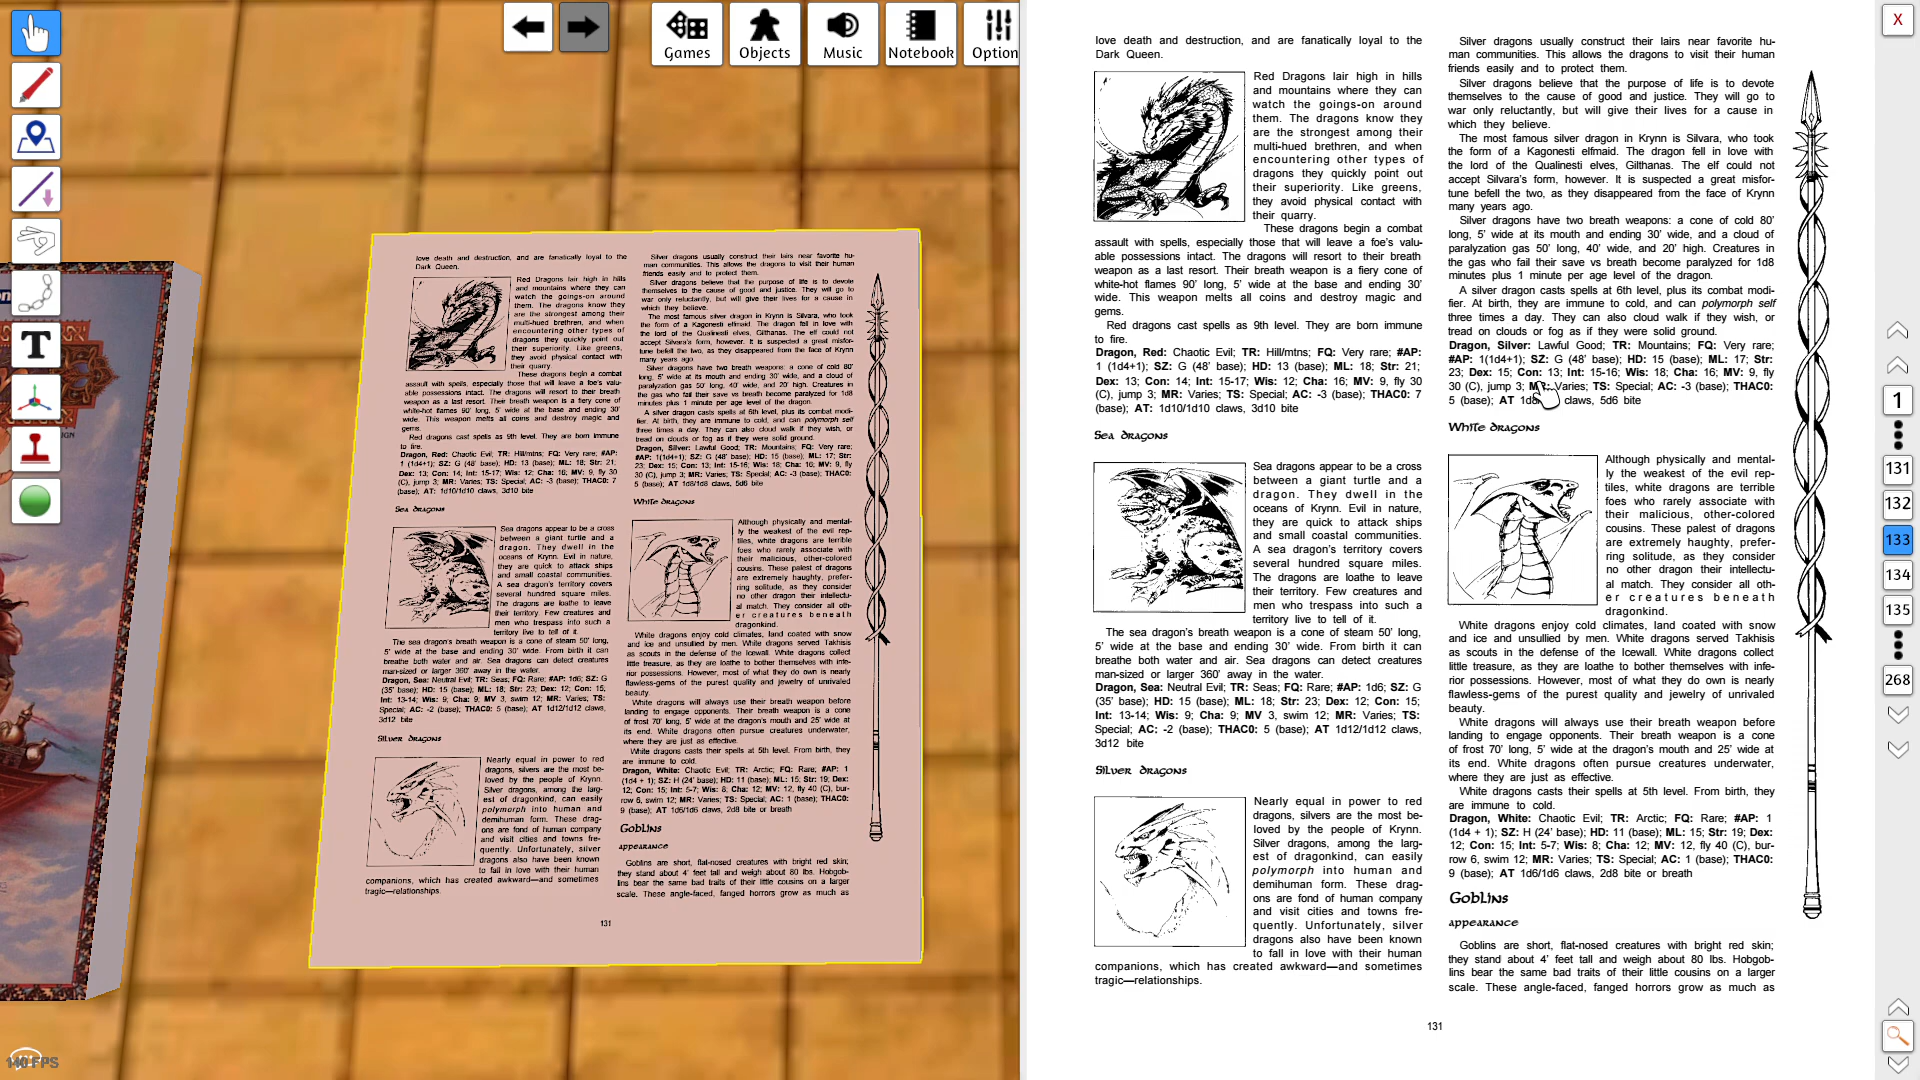 Games
Objects
Music
Notebook
Option
love death and destruction, and are fanatically loyal to the
Dark Queen.
Red Dragons lair high in hills
and mountains where they can
watch the goings-on around
them. The dragons know they
are the strongest among their
multi-hued brethren, and when
encountering other types of
dragons they quickly point out
their superiority. Like greens,
they avoid physical contact with
their quarry.
These dragons begin a combat
assault with spells, especially those that will leave a foe's valu-
able possessions intact. The dragons will resort to their breath
weapon as a last resort. Their breath weapon is a fiery cone of
white-hot flames 90' long, 5' wide at the base and ending 30'
wide. This weapon melts all coins and destroy magic and
gems.
Red dragons cast spells as 9th level. They are born immune
to fire.
Dragon, Red: Chaotic Evil; TR: Hill/mtns; FQ: Very rare; #AP:
1 (1d4+1); SZ: G (48' base); HD: 13 (base); ML: 18; Str: 21;
Dex: 13; Con: 14; Int: 15-17; Wis: 12; Cha: 16; MV: 9, fly 30
(C), jump 3; MR: Varies; TS: Special; AC: -3 (base); THAC0: 7
(base); AT: 1d10/1d10 claws, 3d10 bite
Sea dragons
Sea dragons appear to be a cross
between a giant turtle and a
dragon. They dwell in the
oceans of Krynn. Evil in nature,
they are quick to attack ships
and small coastal communities.
A sea dragon's territory covers
several hundred square miles.
The dragons are loathe to leave
their territory. Few creatures and
men who trespass into such a
territory live to tell of it.
The sea dragon's breath weapon is a cone of steam 50' long,
5' wide at the base and ending 30' wide. From birth it can
breathe both water and air. Sea dragons can detect creatures
man-sized or larger 360' away in the water.
Dragon, Sea: Neutral Evil; TR: Seas; FQ: Rare; #AP: 1d6; SZ: G
(35' base); HD: 15 (base); ML: 18; Str: 23; Dex: 12; Con: 15;
Int: 13-14; Wis: 9; Cha: 9; MV 3, swim 12; MR: Varies; TS:
Special; AC: -2 (base); THAC0: 5 (base); AT 1d12/1d12 claws,
3d12 bite
Silver dragons
Nearly equal in power to red
dragons, silvers are the most be-
loved by the people of Krynn.
Silver dragons, among the larg-
est of dragonkind, can easily
polymorph into human and
demihuman form. These drag-
ons are fond of human company
and visit cities and towns fre-
quently. Unfortunately, silver
dragons also have been known
to fall in love with their human
companions, which has created awkward—and sometimes
tragic—relationships.
Silver dragons usually construct their lairs near favorite hu-
man communities. This allows the dragons to visit their human
friends easily and to protect them.
Silver dragons believe that the purpose of life is to devote
themselves to the cause of good and justice. They will go to
war only reluctantly, but will give their lives for a cause in
which they believe.
The most famous silver dragon in Krynn is Silvara, who took
the form of a Kagonesti elfmaid. The dragon fell in love with
the lord of the Qualinesti elves, Gilthanas. The elf could not
accept Silvara's form, however. It is suspected a great misfor-
tune befell the two, as they disappeared from the face of Krynn
many years ago.
Silver dragons have two breath weapons: a cone of cold 80'
long, 5' wide at its mouth and ending 30' wide, and a cloud of
paralyzation gas 50' long, 40' wide, and 20' high. Creatures in
the gas who fail their save vs breath become paralyzed for 1d8
minutes plus 1 minute per age level of the dragon.
A silver dragon casts spells at 6th level, plus its combat modi-
fier. At birth, they are immune to cold, and can polymorph self
three times a day. They can also cloud walk if they wish, or
tread on clouds or fog as if they were solid ground.
Dragon, Silver: Lawful Good; TR: Mountains; FQ: Very rare;
#AP: 1(1d4+1); SZ: G (48' base); HD: 15 (base); ML: 17; Str:
23; Dex: 15; Con: 13; Int: 15-16; Wis: 18; Cha: 16; MV: 9, fly
30 (C), jump 3; MR: Varies; TS: Special; AC: -3 (base); THAC0:
5 (base); AT 1d8/1d8 claws, 5d6 bite
White dragons
Although physically and mental-
ly the weakest of the evil rep-
tiles, white dragons are terrible
foes who rarely associate with
their malicious, other-colored
cousins. These palest of dragons
are extremely haughty, prefer-
ring solitude, as they consider
no other dragon their intellectu-
al match. They consider all oth-
er creatures beneath
dragonkind.
White dragons enjoy cold climates, land coated with snow
and ice and unsullied by men. White dragons served Takhisis
as scouts in the defense of the Icewall. White dragons collect
little treasure, as they are loathe to bother themselves with infe-
rior possessions. However, most of what they do own is nearly
flawless-gems of the purest quality and jewelry of unrivaled
beauty.
White dragons will always use their breath weapon before
landing to engage opponents. Their breath weapon is a cone
of frost 70' long, 5' wide at the dragon's mouth and 25' wide at
its end. White dragons often pursue creatures underwater,
where they are just as effective.
White dragons casts their spells at 5th level. From birth, they
are immune to cold.
Dragon, White: Chaotic Evil; TR: Arctic; FQ: Rare; #AP: 1
(1d4 + 1); SZ: H (24' base); HD: 11 (base); ML: 15; Str: 19; Dex:
12; Con: 15; Int: 5-7; Wis: 8; Cha: 12; MV: 12, fly 40 (C), bur-
row 6, swim 12; MR: Varies; TS: Special; AC: 1 (base); THAC0:
9 (base); AT 1d6/1d6 claws, 2d8 bite or breath
Goblins
appearance
Goblins are short, flat-nosed creatures with bright red skin;
they stand about 4' feet tall and weigh about 80 lbs. Hobgob-
lins bear the same bad traits of their little cousins on a larger
scale. These angle-faced, fanged horrors grow as much as
131
X
1
131
132
133
134
135
268
140 FPS